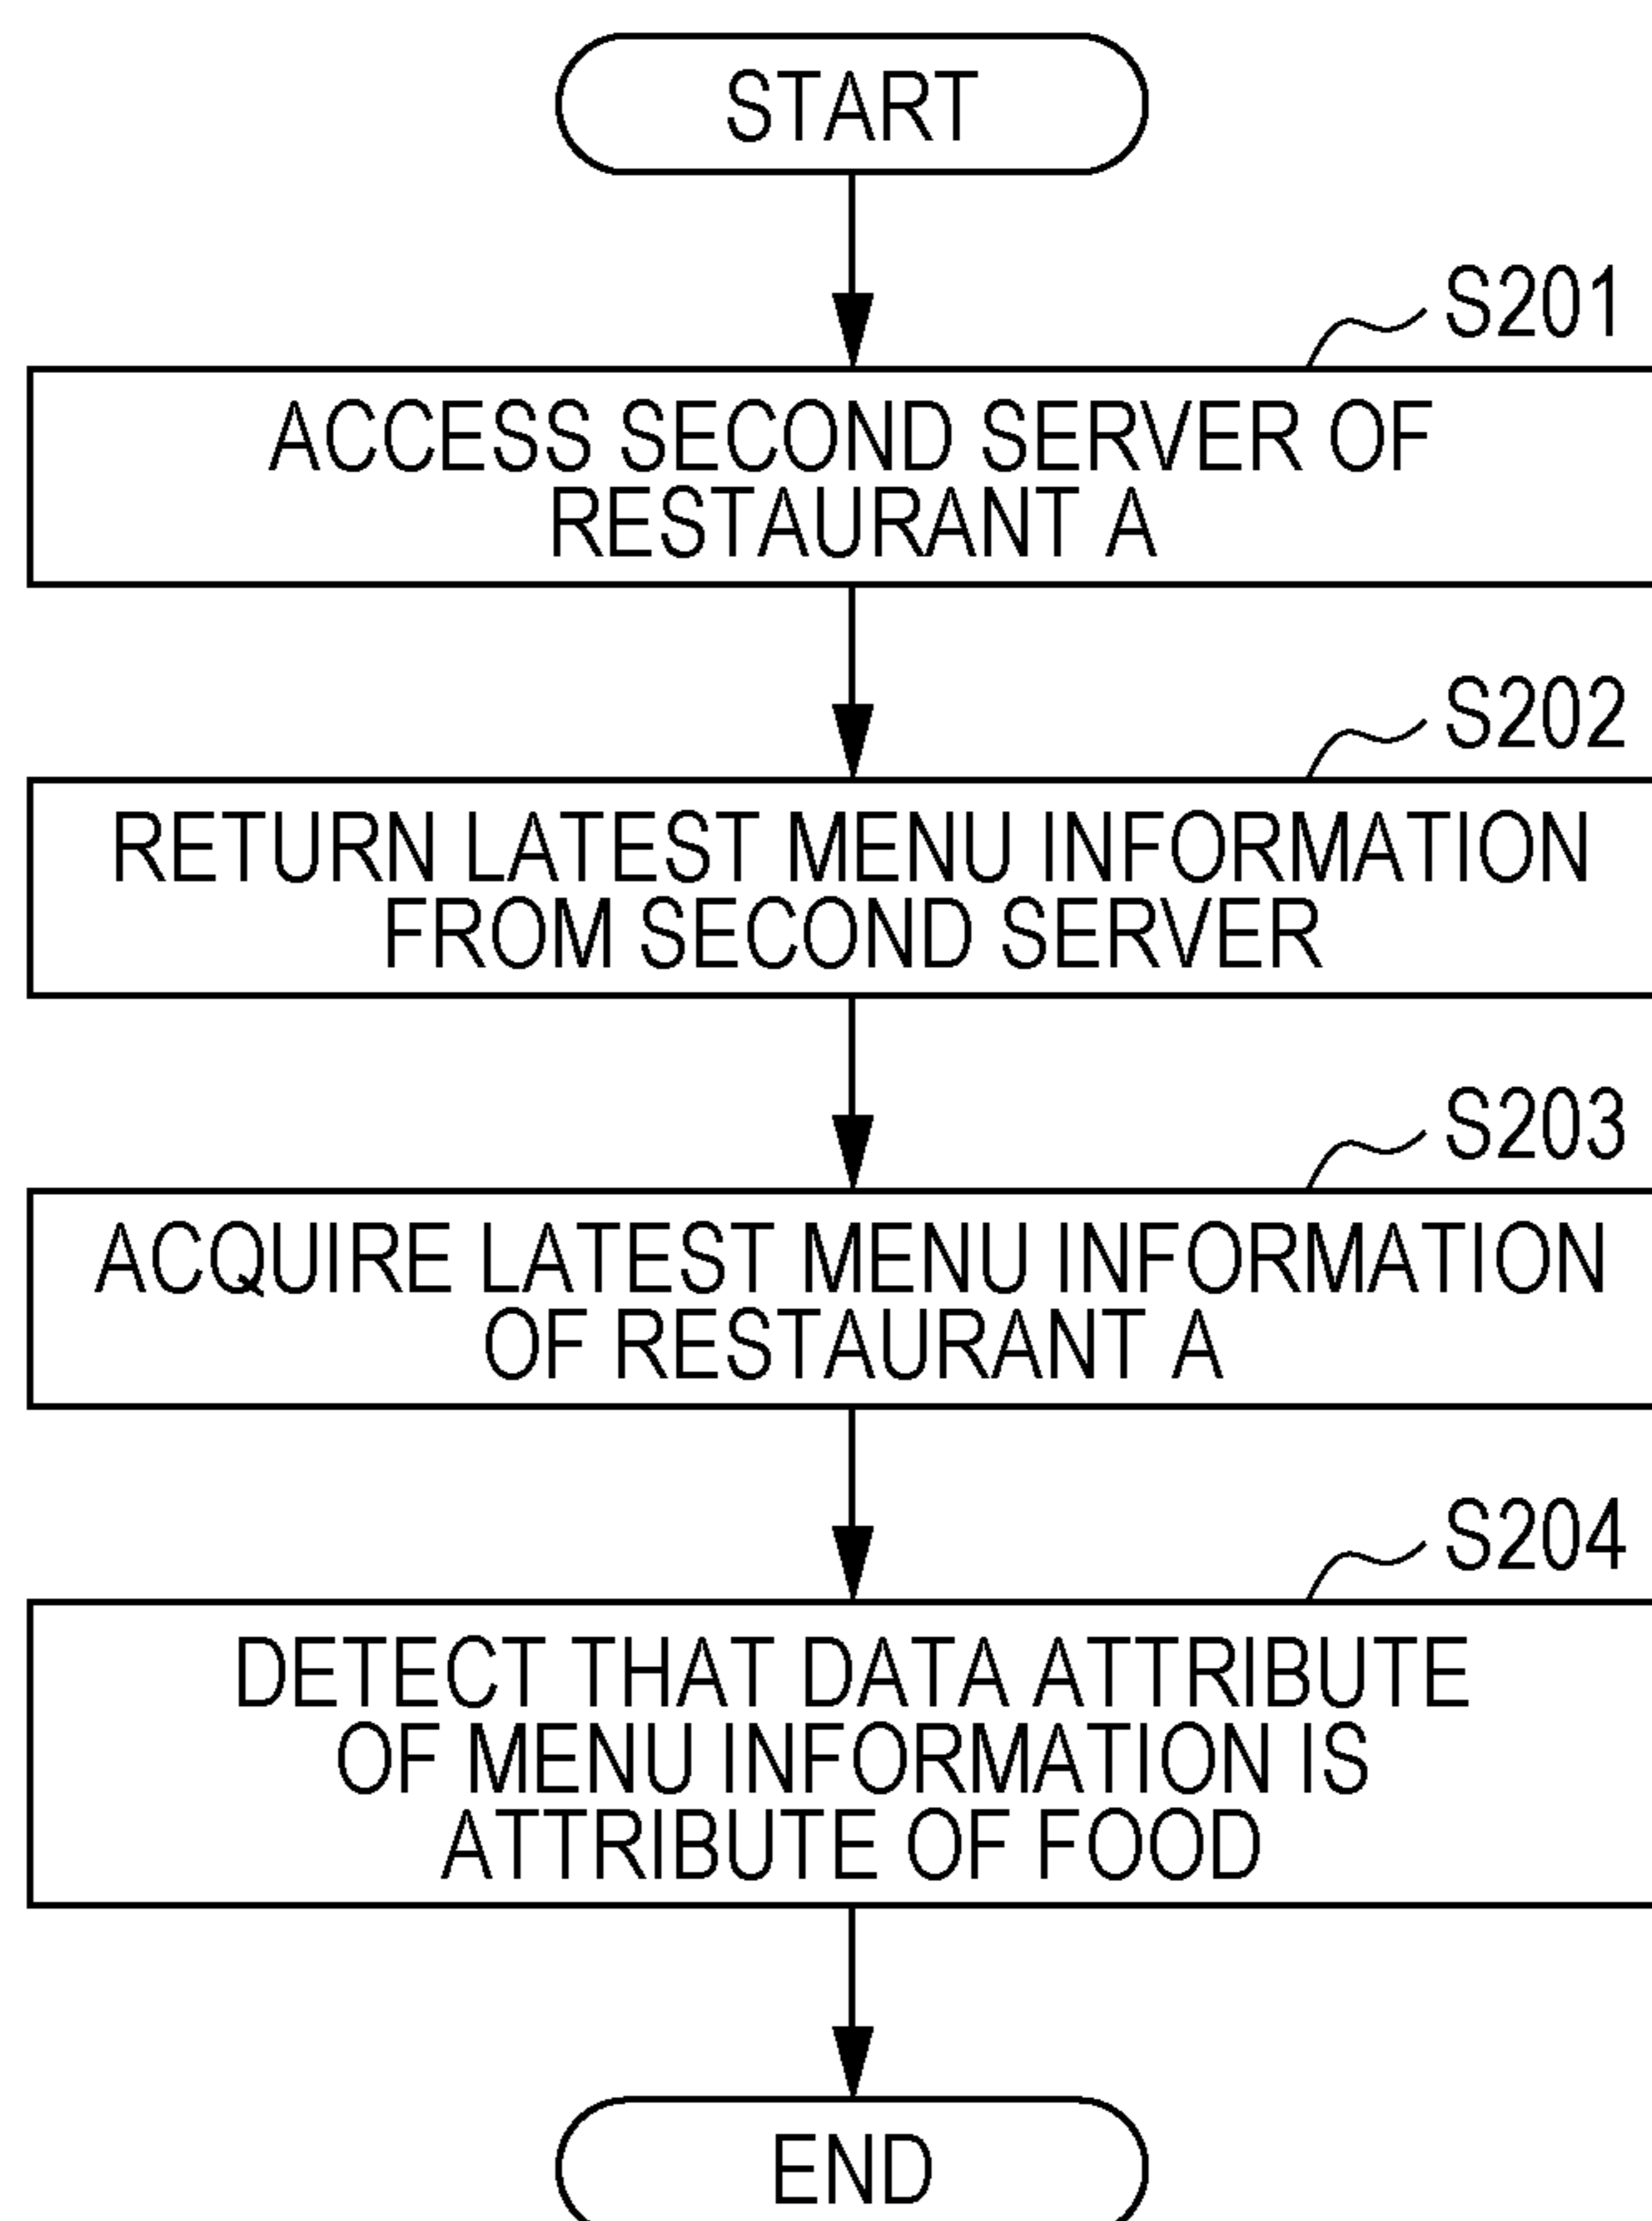 START
S201
ACCESS SECOND SERVER OF
RESTAURANT A
S202
RETURN LATEST MENU INFORMATION
FROM SECOND SERVER
S203
ACQUIRE LATEST MENU INFORMATION
OF RESTAURANT A
S204
DETECT THAT DATA ATTRIBUTE
OF MENU INFORMATION IS
ATTRIBUTE OF FOOD
END